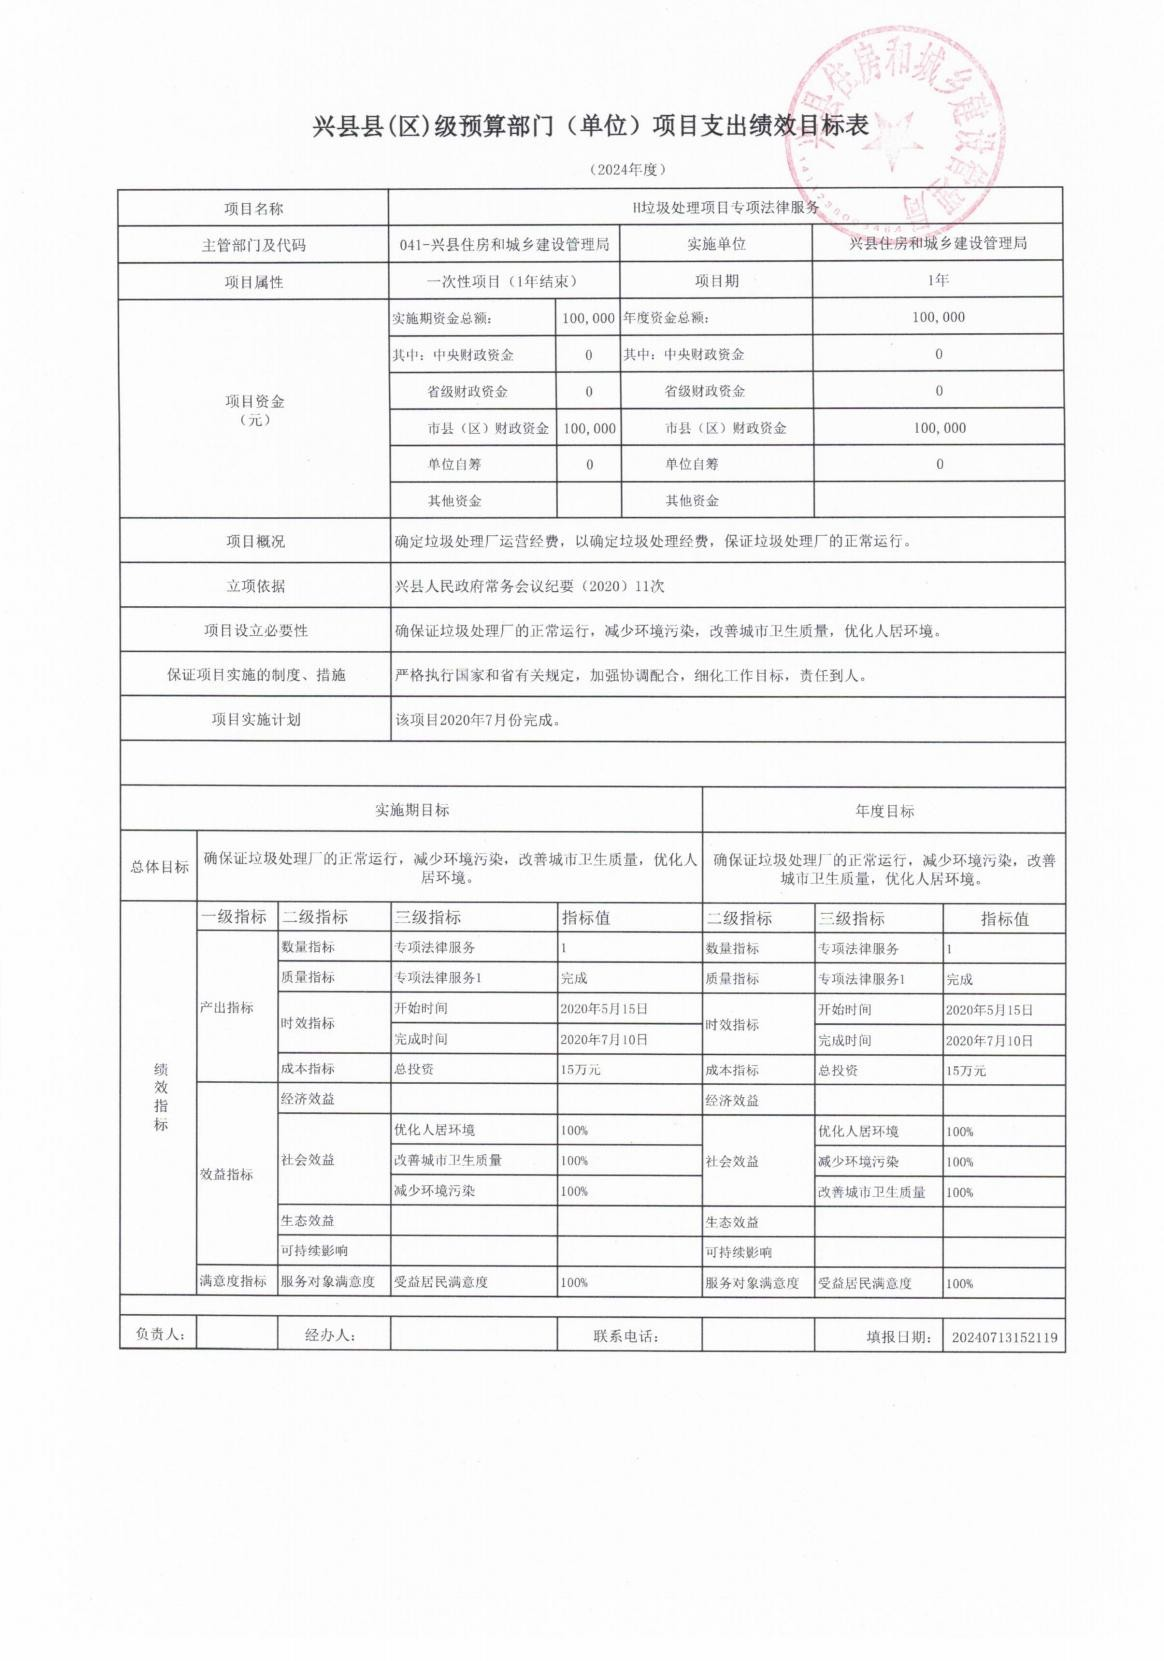 兴县县(区)级预算部门（单位）项目支出绩效目标表
（2024年度）
兴县住房和城乡建设管理局
项目名称 H垃圾处理项目专项法律服务
主管部门及代码 041-兴县住房和城乡建设管理局 实施单位 兴县住房和城乡建设管理局
项目属性 一次性项目（1年结束） 项目期 1年
项目资金
（元）
实施期资金总额： 100,000 年度资金总额： 100,000
其中：中央财政资金 0 其中：中央财政资金 0
省级财政资金 0 省级财政资金 0
市县（区）财政资金 100,000 市县（区）财政资金 100,000
单位自筹 0 单位自筹 0
其他资金 其他资金
项目概况 确定垃圾处理厂运营经费，以确定垃圾处理经费，保证垃圾处理厂的正常运行。
立项依据 兴县人民政府常务会议纪要（2020）11次
项目设立必要性 确保证垃圾处理厂的正常运行，减少环境污染，改善城市卫生质量，优化人居环境。
保证项目实施的制度、措施 严格执行国家和省有关规定，加强协调配合，细化工作目标，责任到人。
项目实施计划 该项目2020年7月份完成。
实施期目标 年度目标
总体目标
确保证垃圾处理厂的正常运行，减少环境污染，改善城市卫生质量，优化人
居环境。
确保证垃圾处理厂的正常运行，减少环境污染，改善
城市卫生质量，优化人居环境。
绩
效
指
标
一级指标 二级指标 三级指标 指标值 二级指标 三级指标 指标值
产出指标
数量指标 专项法律服务 1 数量指标 专项法律服务 1
质量指标 专项法律服务1 完成 质量指标 专项法律服务1 完成
时效指标 开始时间 2020年5月15日 时效指标 开始时间 2020年5月15日
完成时间 2020年7月10日 完成时间 2020年7月10日
成本指标 总投资 15万元 成本指标 总投资 15万元
效益指标
经济效益 经济效益
社会效益 优化人居环境 100% 社会效益 优化人居环境 100%
改善城市卫生质量 100% 减少环境污染 100%
减少环境污染 100% 改善城市卫生质量 100%
生态效益 生态效益
可持续影响 可持续影响
满意度指标 服务对象满意度 受益居民满意度 100% 服务对象满意度 受益居民满意度 100%
负责人： 经办人： 联系电话： 填报日期： 20240713152119